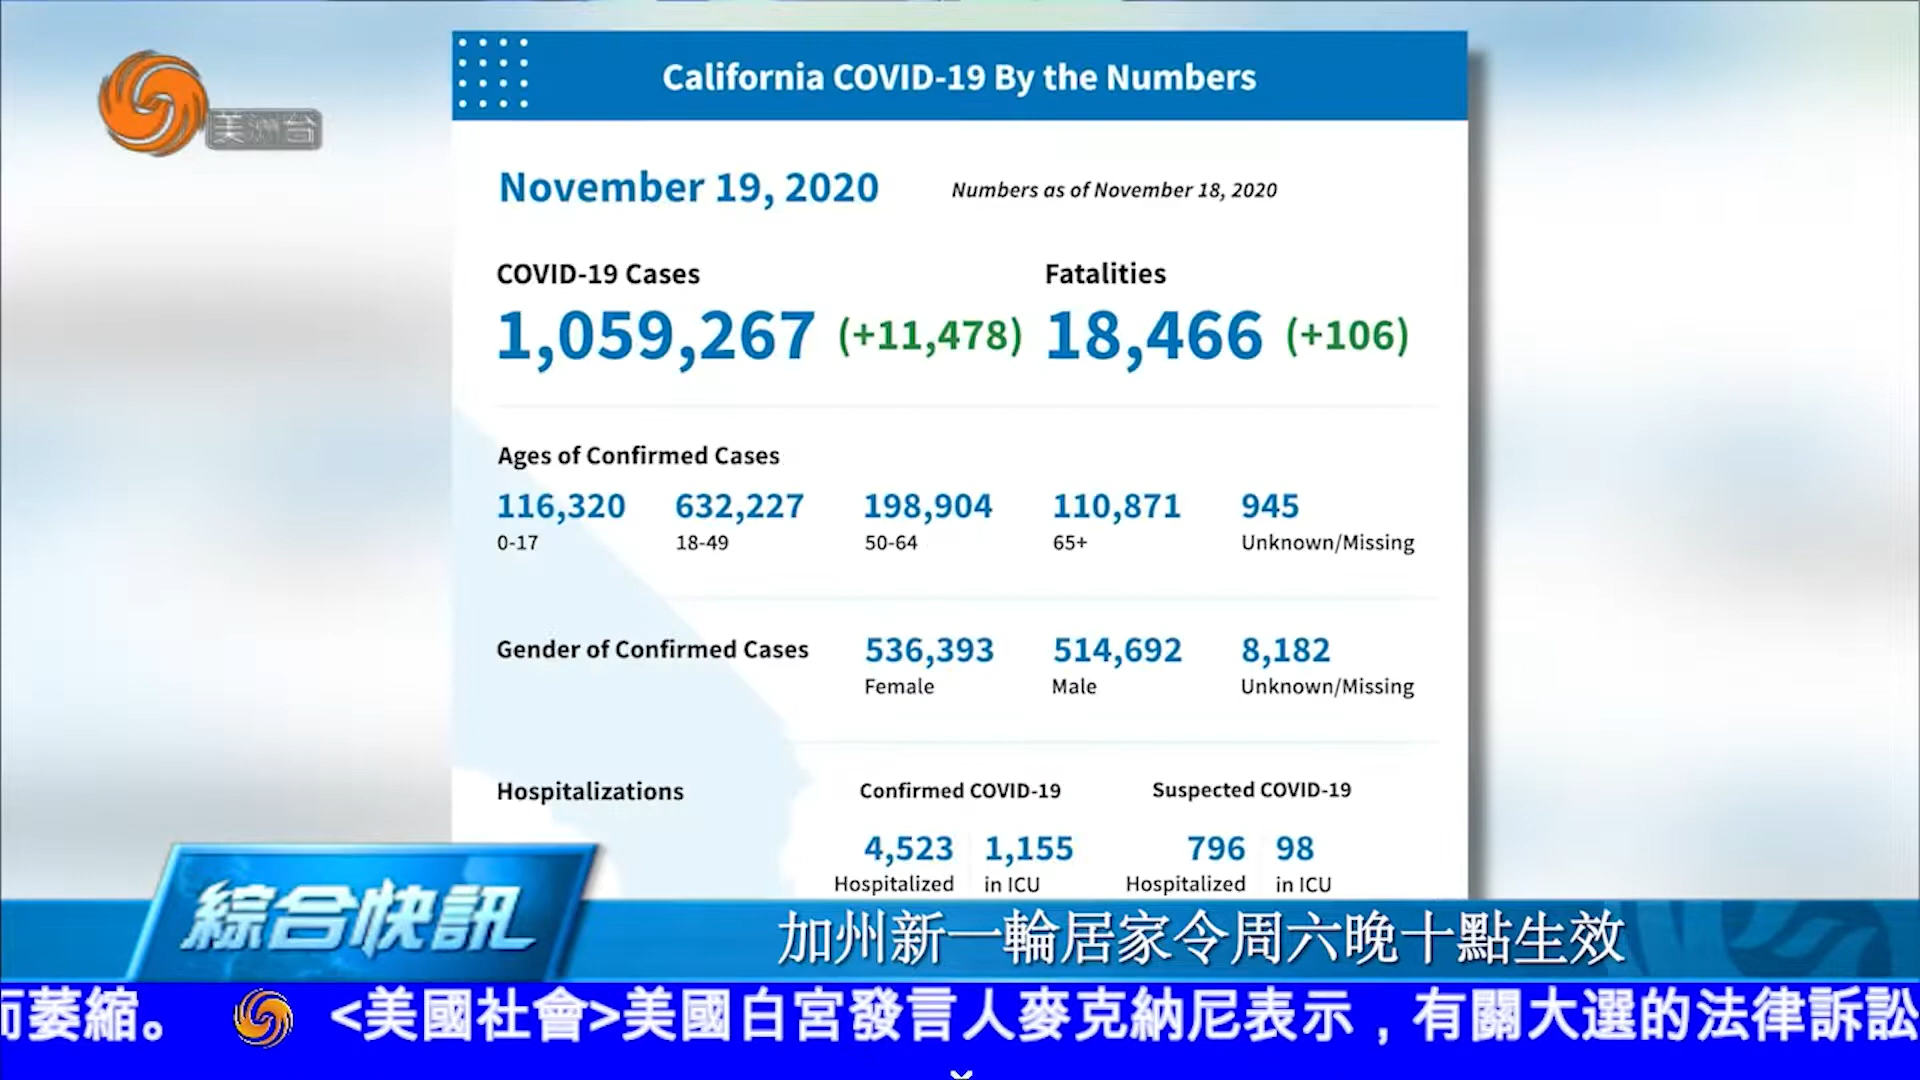 美洲台
California COVID-19 By the Numbers
November 19, 2020 Numbers as of November 18, 2020
COVID-19 Cases Fatalities
1,059,267 (+11,478) 18,466 (+106)
Ages of Confirmed Cases
116,320 632,227 198,904 110,871 945
0-17 18-49 50-64 65+ Unknown/Missing
Gender of Confirmed Cases 536,393 514,692 8,182
Female Male Unknown/Missing
Hospitalizations Confirmed COVID-19 Suspected COVID-19
4,523 1,155 796 98
Hospitalized in ICU Hospitalized in ICU
綜合快訊 加州新一輪居家令周六晚十點生效
而萎縮。 <美國社會>美國白宮發言人麥克納尼表示，有關大選的法律訴訟